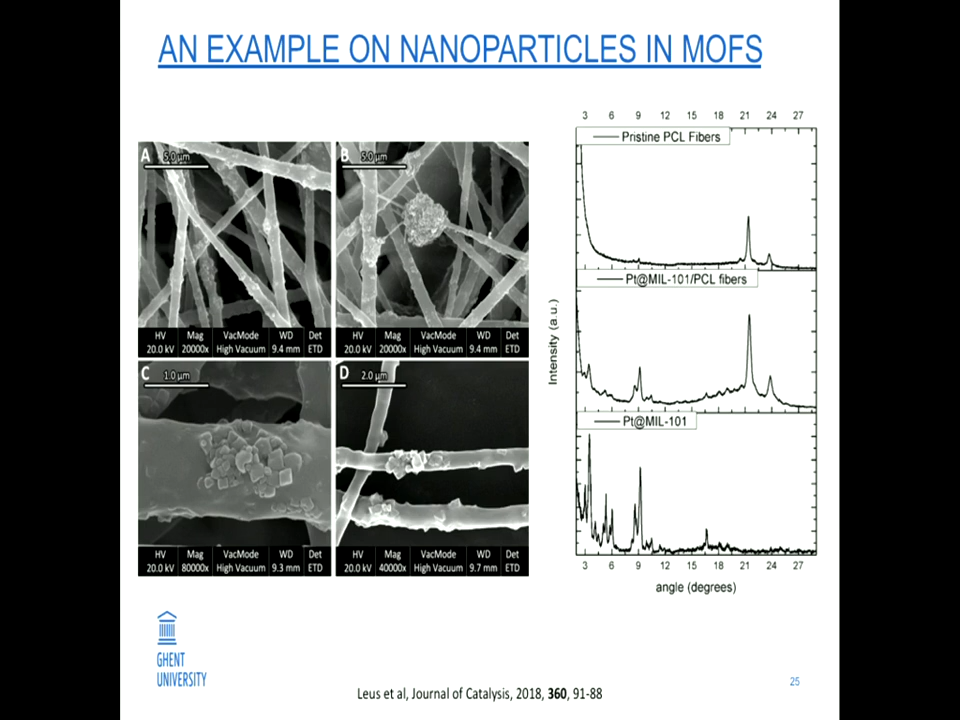 AN EXAMPLE ON NANOPARTICLES IN MOFS
A
5.0 µm
HV Mag VacMode WD Det
20.0 kV 20000x High Vacuum 9.4 mm ETD
B
5.0 µm
HV Mag VacMode WD Det
20.0 kV 20000x High Vacuum 9.4 mm ETD
C
1.0 µm
HV Mag VacMode WD Det
20.0 kV 80000x High Vacuum 9.3 mm ETD
D
2.0 µm
HV Mag VacMode WD Det
20.0 kV 40000x High Vacuum 9.7 mm ETD
3 6 9 12 15 18 21 24 27
Pristine PCL Fibers
Pt@MIL-101/PCL fibers
Pt@MIL-101
Intensity (a.u.)
3 6 9 12 15 18 21 24 27
angle (degrees)
GHENT
UNIVERSITY
Leus et al, Journal of Catalysis, 2018, 360, 91-88
25